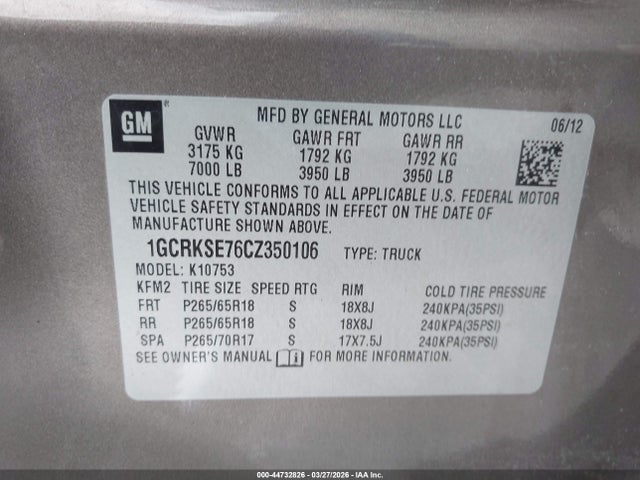 GM
MFD BY GENERAL MOTORS LLC 06/12
GVWR GAWR FRT GAWR RR
3175 KG 1792 KG 1792 KG
7000 LB 3950 LB 3950 LB
THIS VEHICLE CONFORMS TO ALL APPLICABLE U.S. FEDERAL MOTOR
VEHICLE SAFETY STANDARDS IN EFFECT ON THE DATE OF
MANUFACTURE SHOWN ABOVE.
1GCRKSE76CZ350106 TYPE: TRUCK
MODEL: K10753
KFM2 TIRE SIZE SPEED RTG RIM COLD TIRE PRESSURE
FRT P265/65R18 S 18X8J 240KPA(35PSI)
RR P265/65R18 S 18X8J 240KPA(35PSI)
SPA P265/70R17 S 17X7.5J 240KPA(35PSI)
SEE OWNER'S MANUAL FOR MORE INFORMATION.
000-44732826 - 03/27/2026 - IAA Inc.